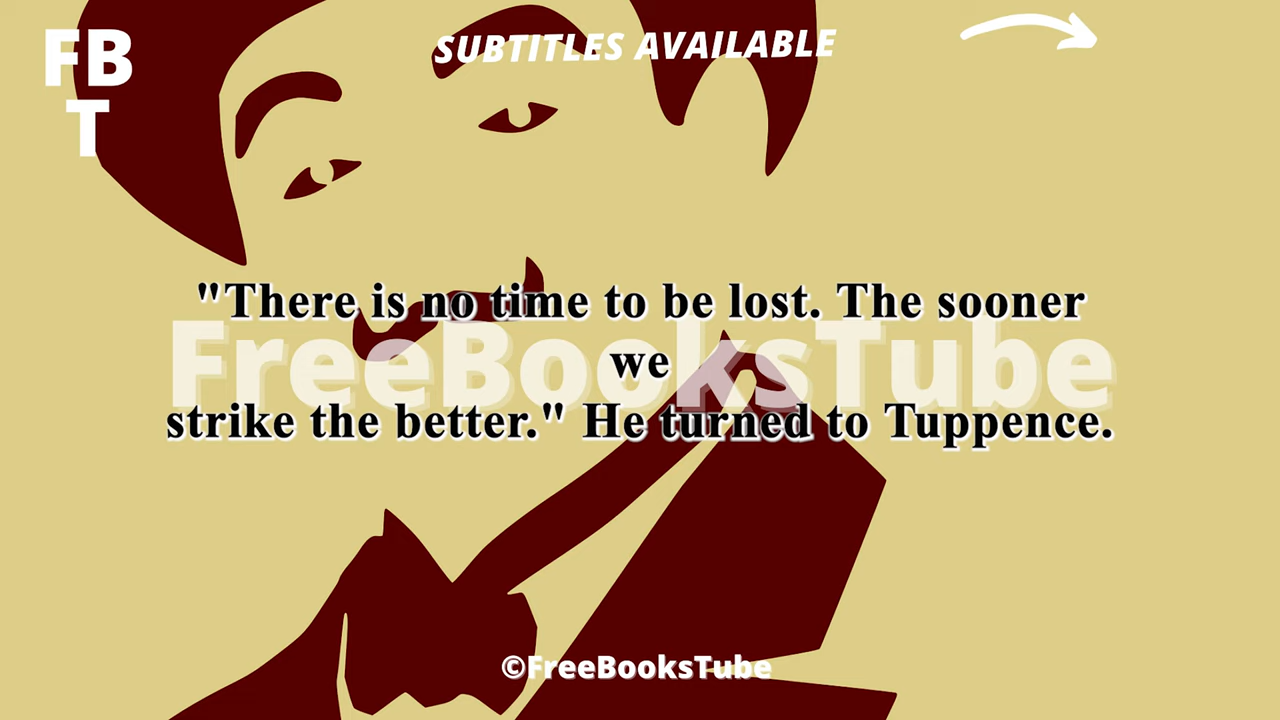 FB
T
SUBTITLES AVAILABLE
"There is no time to be lost. The sooner
we
FreeBooksTube
strike the better." He turned to Tuppence.
©FreeBooksTube